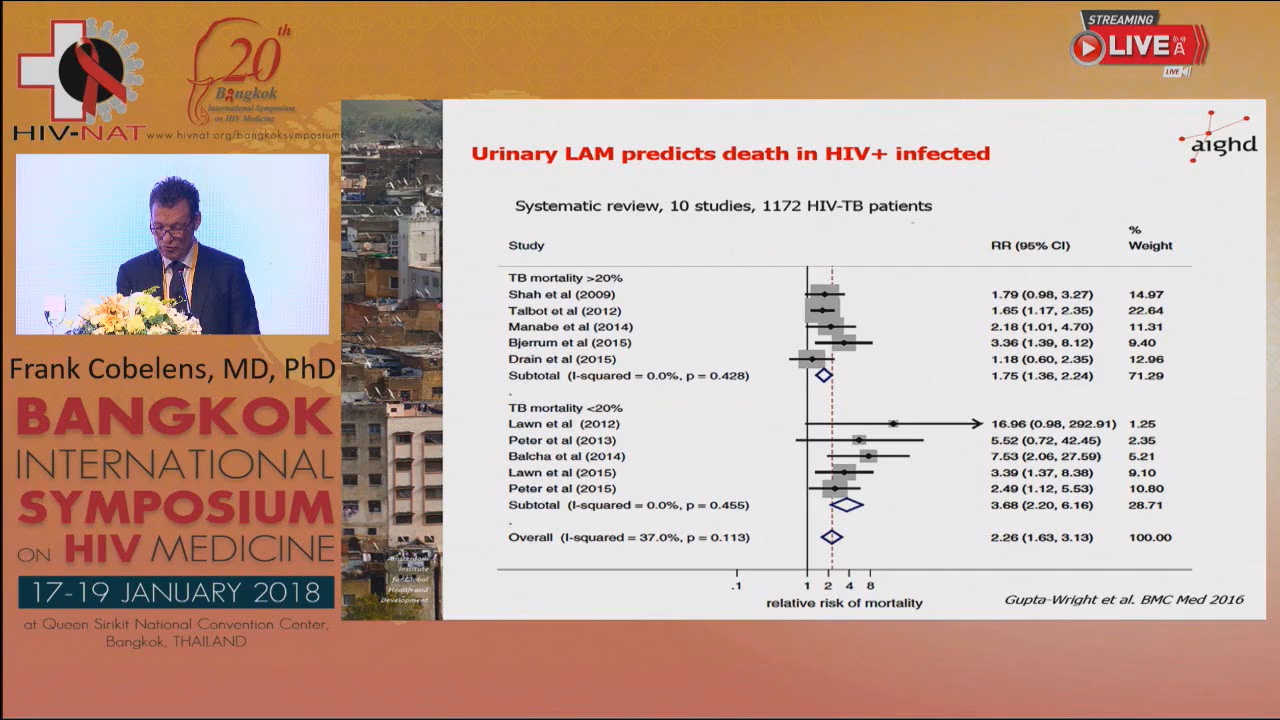 HIV-NAT
www.hivnat.org/bangkoksymposium
20th
Bangkok
International Symposium
on HIV Medicine
STREAMING
LIVE
LIVE
Frank Cobelens, MD, PhD
BANGKOK
INTERNATIONAL
SYMPOSIUM
ON HIV MEDICINE
17-19 JANUARY 2018
at Queen Sirikit National Convention Center,
Bangkok, THAILAND
aighd
Urinary LAM predicts death in HIV+ infected
Systematic review, 10 studies, 1172 HIV-TB patients
%
Study RR (95% CI) Weight
TB mortality >20%
Shah et al (2009) 1.79 (0.98, 3.27) 14.97
Talbot et al (2012) 1.65 (1.17, 2.35) 22.64
Manabe et al (2014) 2.18 (1.01, 4.70) 11.31
Bjerrum et al (2015) 3.36 (1.39, 8.12) 9.40
Drain et al (2015) 1.18 (0.60, 2.35) 12.96
Subtotal (I-squared = 0.0%, p = 0.428) 1.75 (1.36, 2.24) 71.29
.
TB mortality <20%
Lawn et al (2012) 16.96 (0.98, 292.91) 1.25
Peter et al (2013) 5.52 (0.72, 42.45) 2.35
Balcha et al (2014) 7.53 (2.06, 27.59) 5.21
Lawn et al (2015) 3.39 (1.37, 8.38) 9.10
Peter et al (2015) 2.49 (1.12, 5.53) 10.80
Subtotal (I-squared = 0.0%, p = 0.455) 3.68 (2.20, 6.16) 28.71
.
Overall (I-squared = 37.0%, p = 0.113) 2.26 (1.63, 3.13) 100.00
.1 1 2 4 8
relative risk of mortality
Gupta-Wright et al. BMC Med 2016
Amsterdam
Institute
for Global
Health and
Development